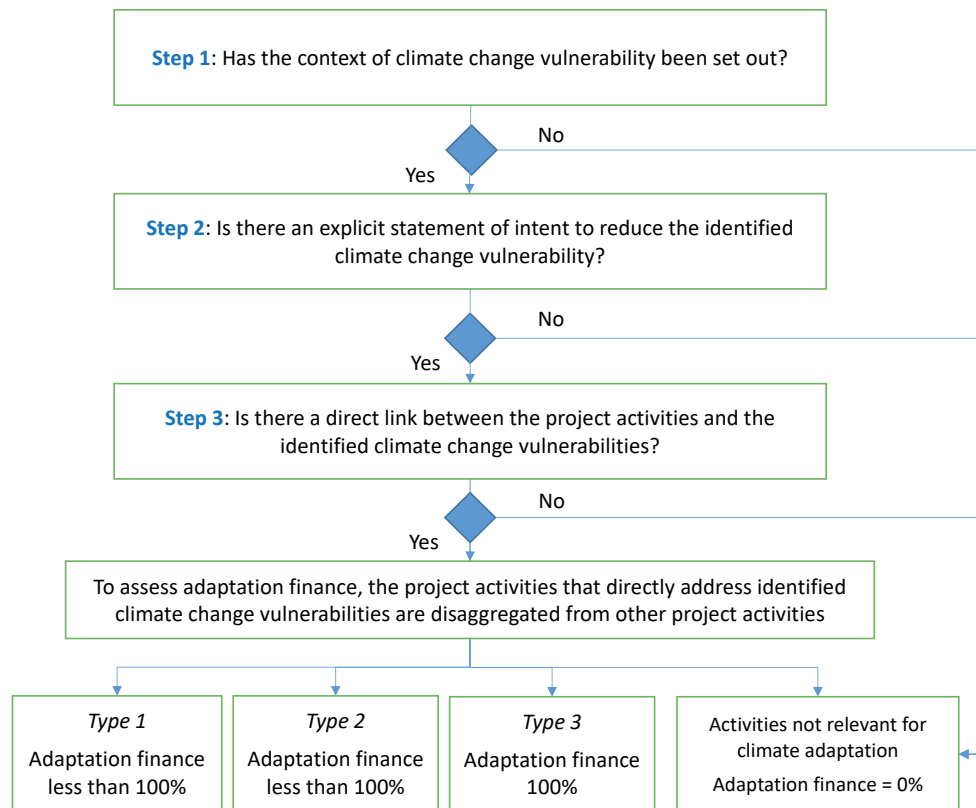 Step 1: Has the context of climate change vulnerability been set out?
No
Yes
Step 2: Is there an explicit statement of intent to reduce the identified
climate change vulnerability?
No
Yes
Step 3: Is there a direct link between the project activities and the
identified climate change vulnerabilities?
No
Yes
To assess adaptation finance, the project activities that directly address identified
climate change vulnerabilities are disaggregated from other project activities
Type 1
Adaptation finance
less than 100%
Type 2
Adaptation finance
less than 100%
Type 3
Adaptation finance
100%
Activities not relevant for
climate adaptation
Adaptation finance = 0%